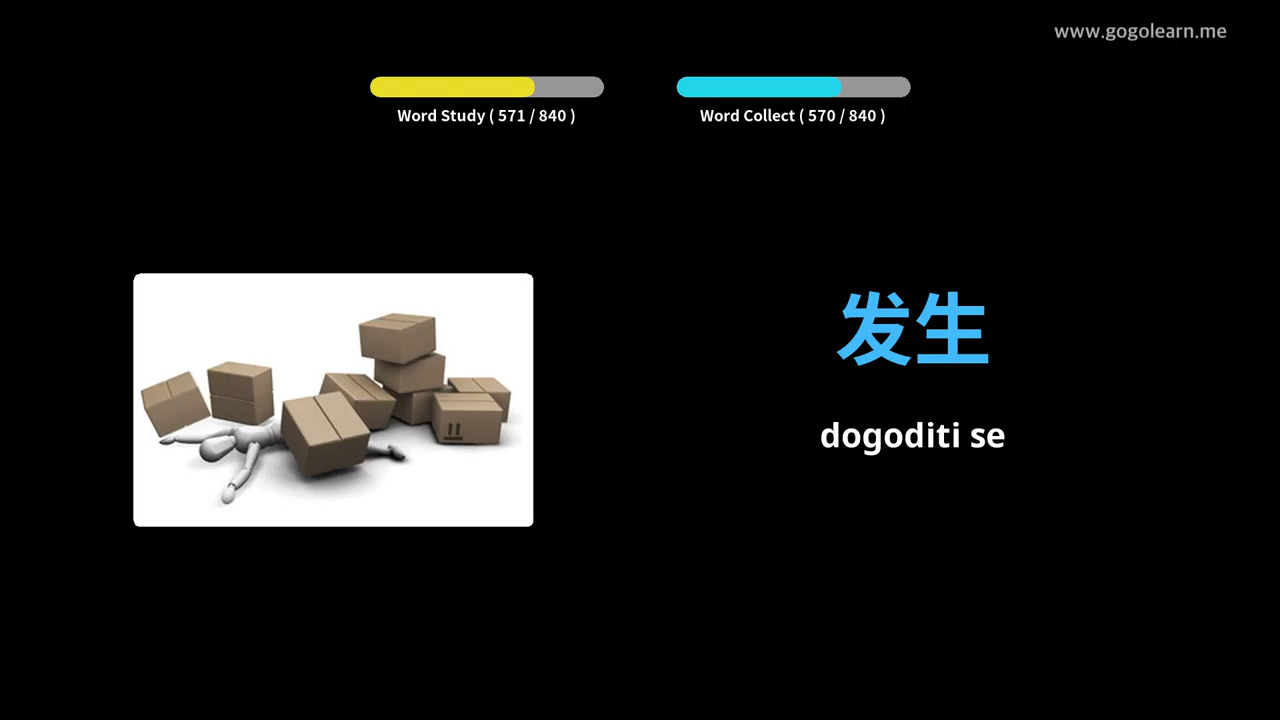 www.gogolearn.me
Word Study ( 571 / 840 )
Word Collect ( 570 / 840 )
发生
dogoditi se